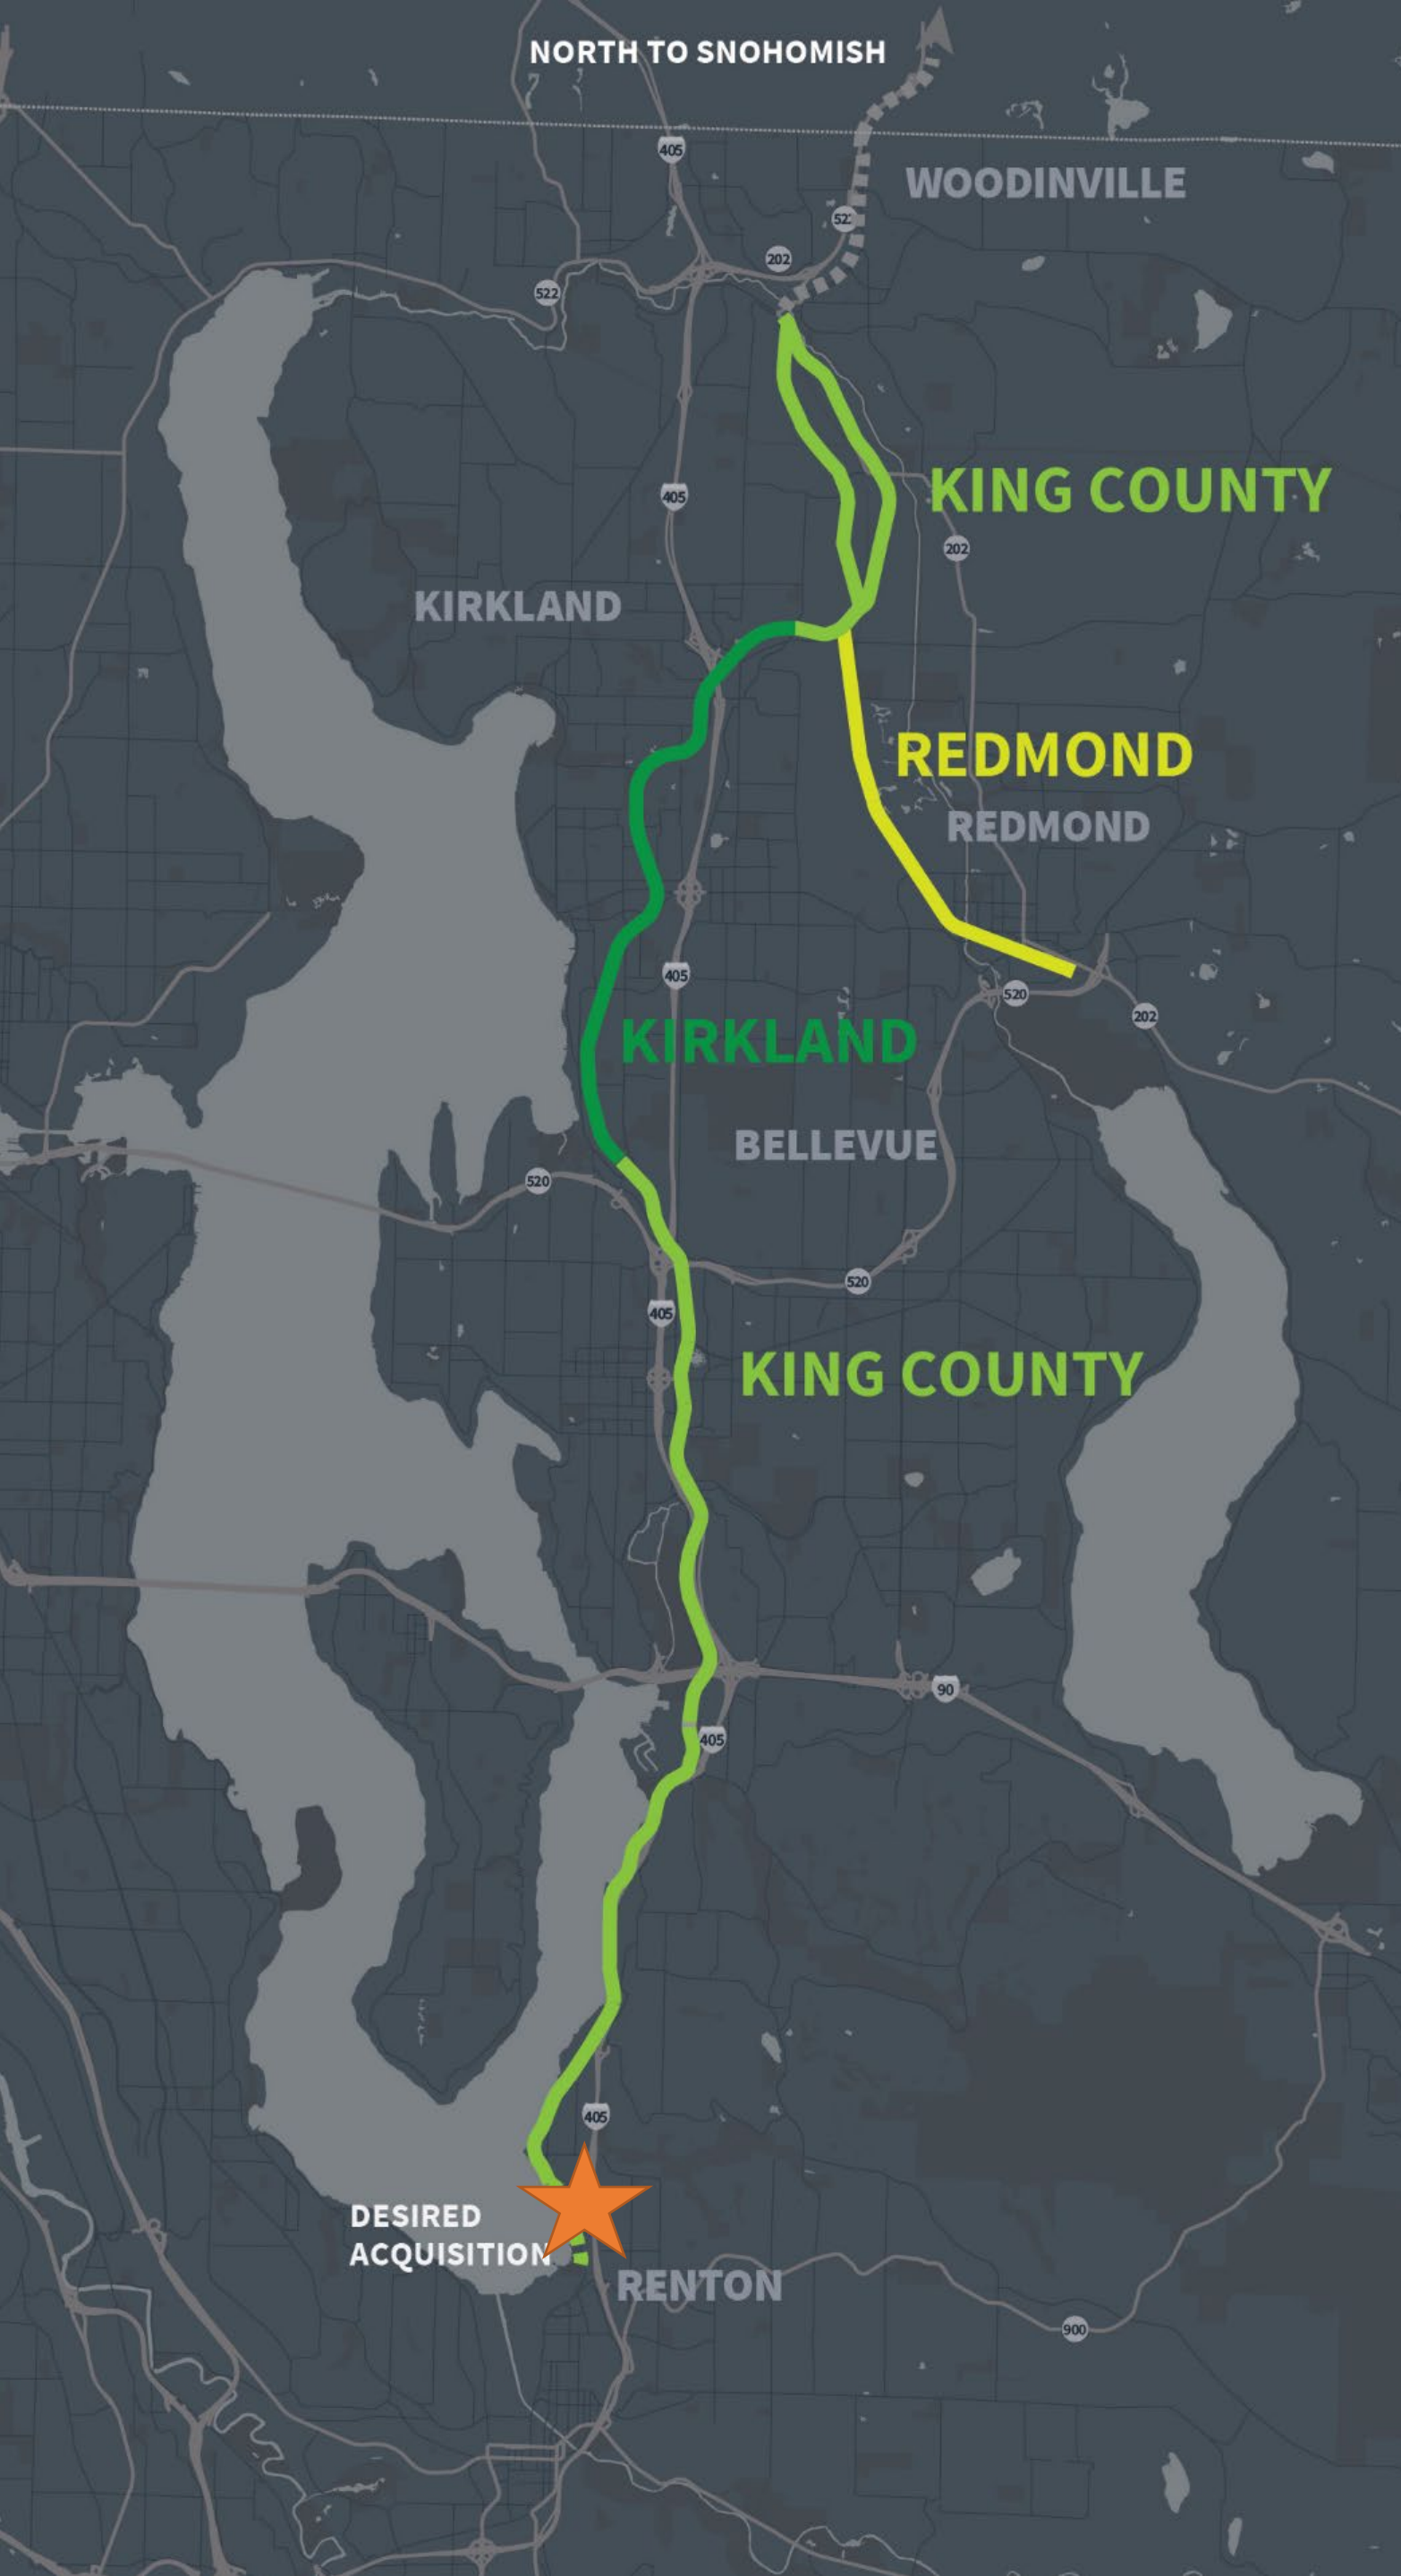 NORTH TO SNOHOMISH
405
WOODINVILLE
52
202
522
KING COUNTY
405
202
KIRKLAND
REDMOND
REDMOND
405
520
202
KIRKLAND
BELLEVUE
520
520
405
KING COUNTY
90
405
405
DESIRED
ACQUISITION
RENTON
900